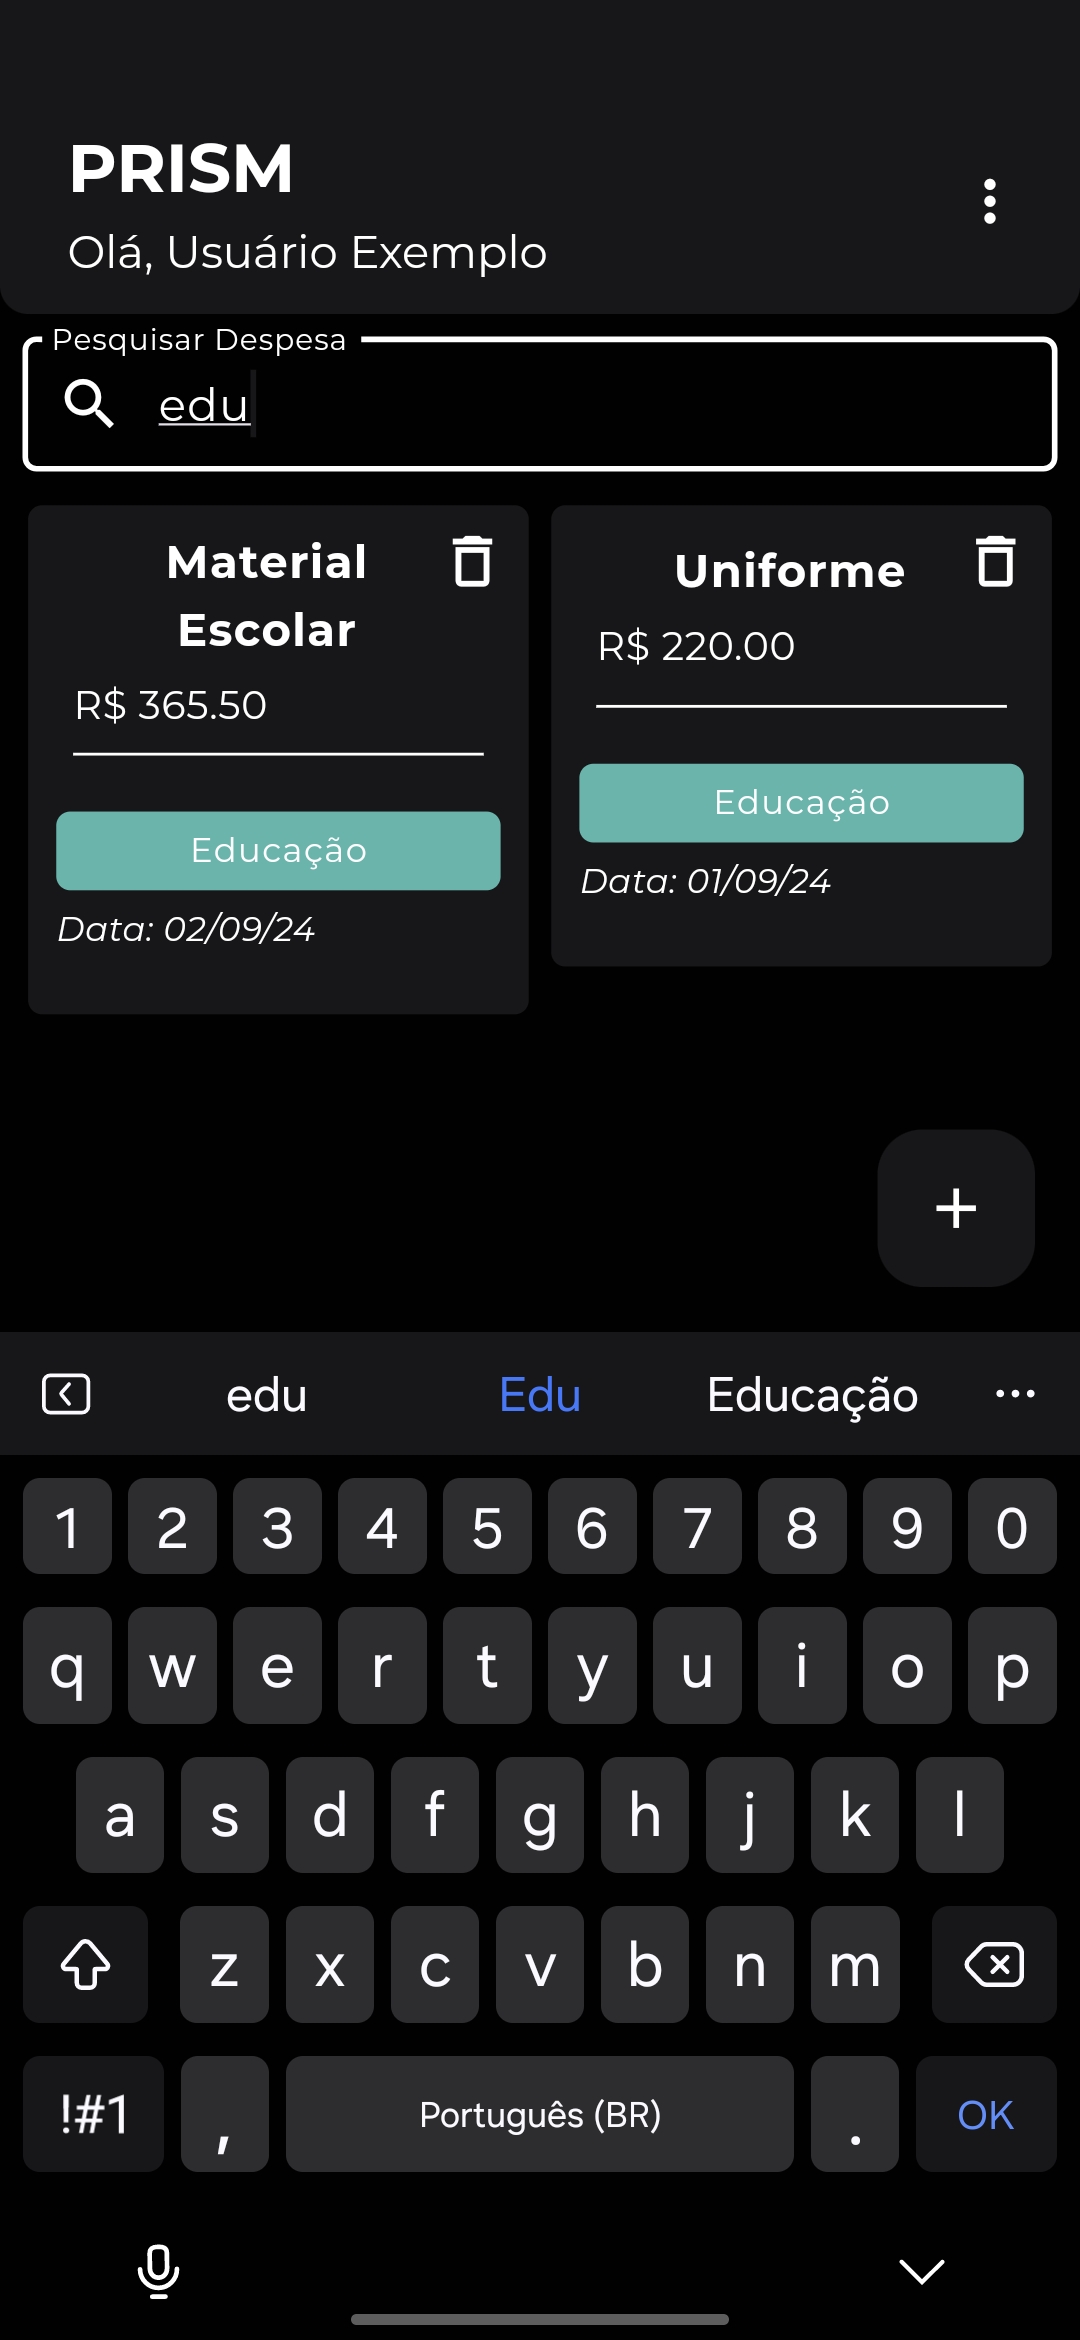 PRISM
Olá, Usuário Exemplo
Pesquisar Despesa
edu
Material
Escolar
R$ 365.50
Educação
Data: 02/09/24
Uniforme
R$ 220.00
Educação
Data: 01/09/24
+
edu Edu Educação ...
1 2 3 4 5 6 7 8 9 0
q w e r t y u i o p
a s d f g h j k l
z x c v b n m
!#1 , Português (BR) . OK